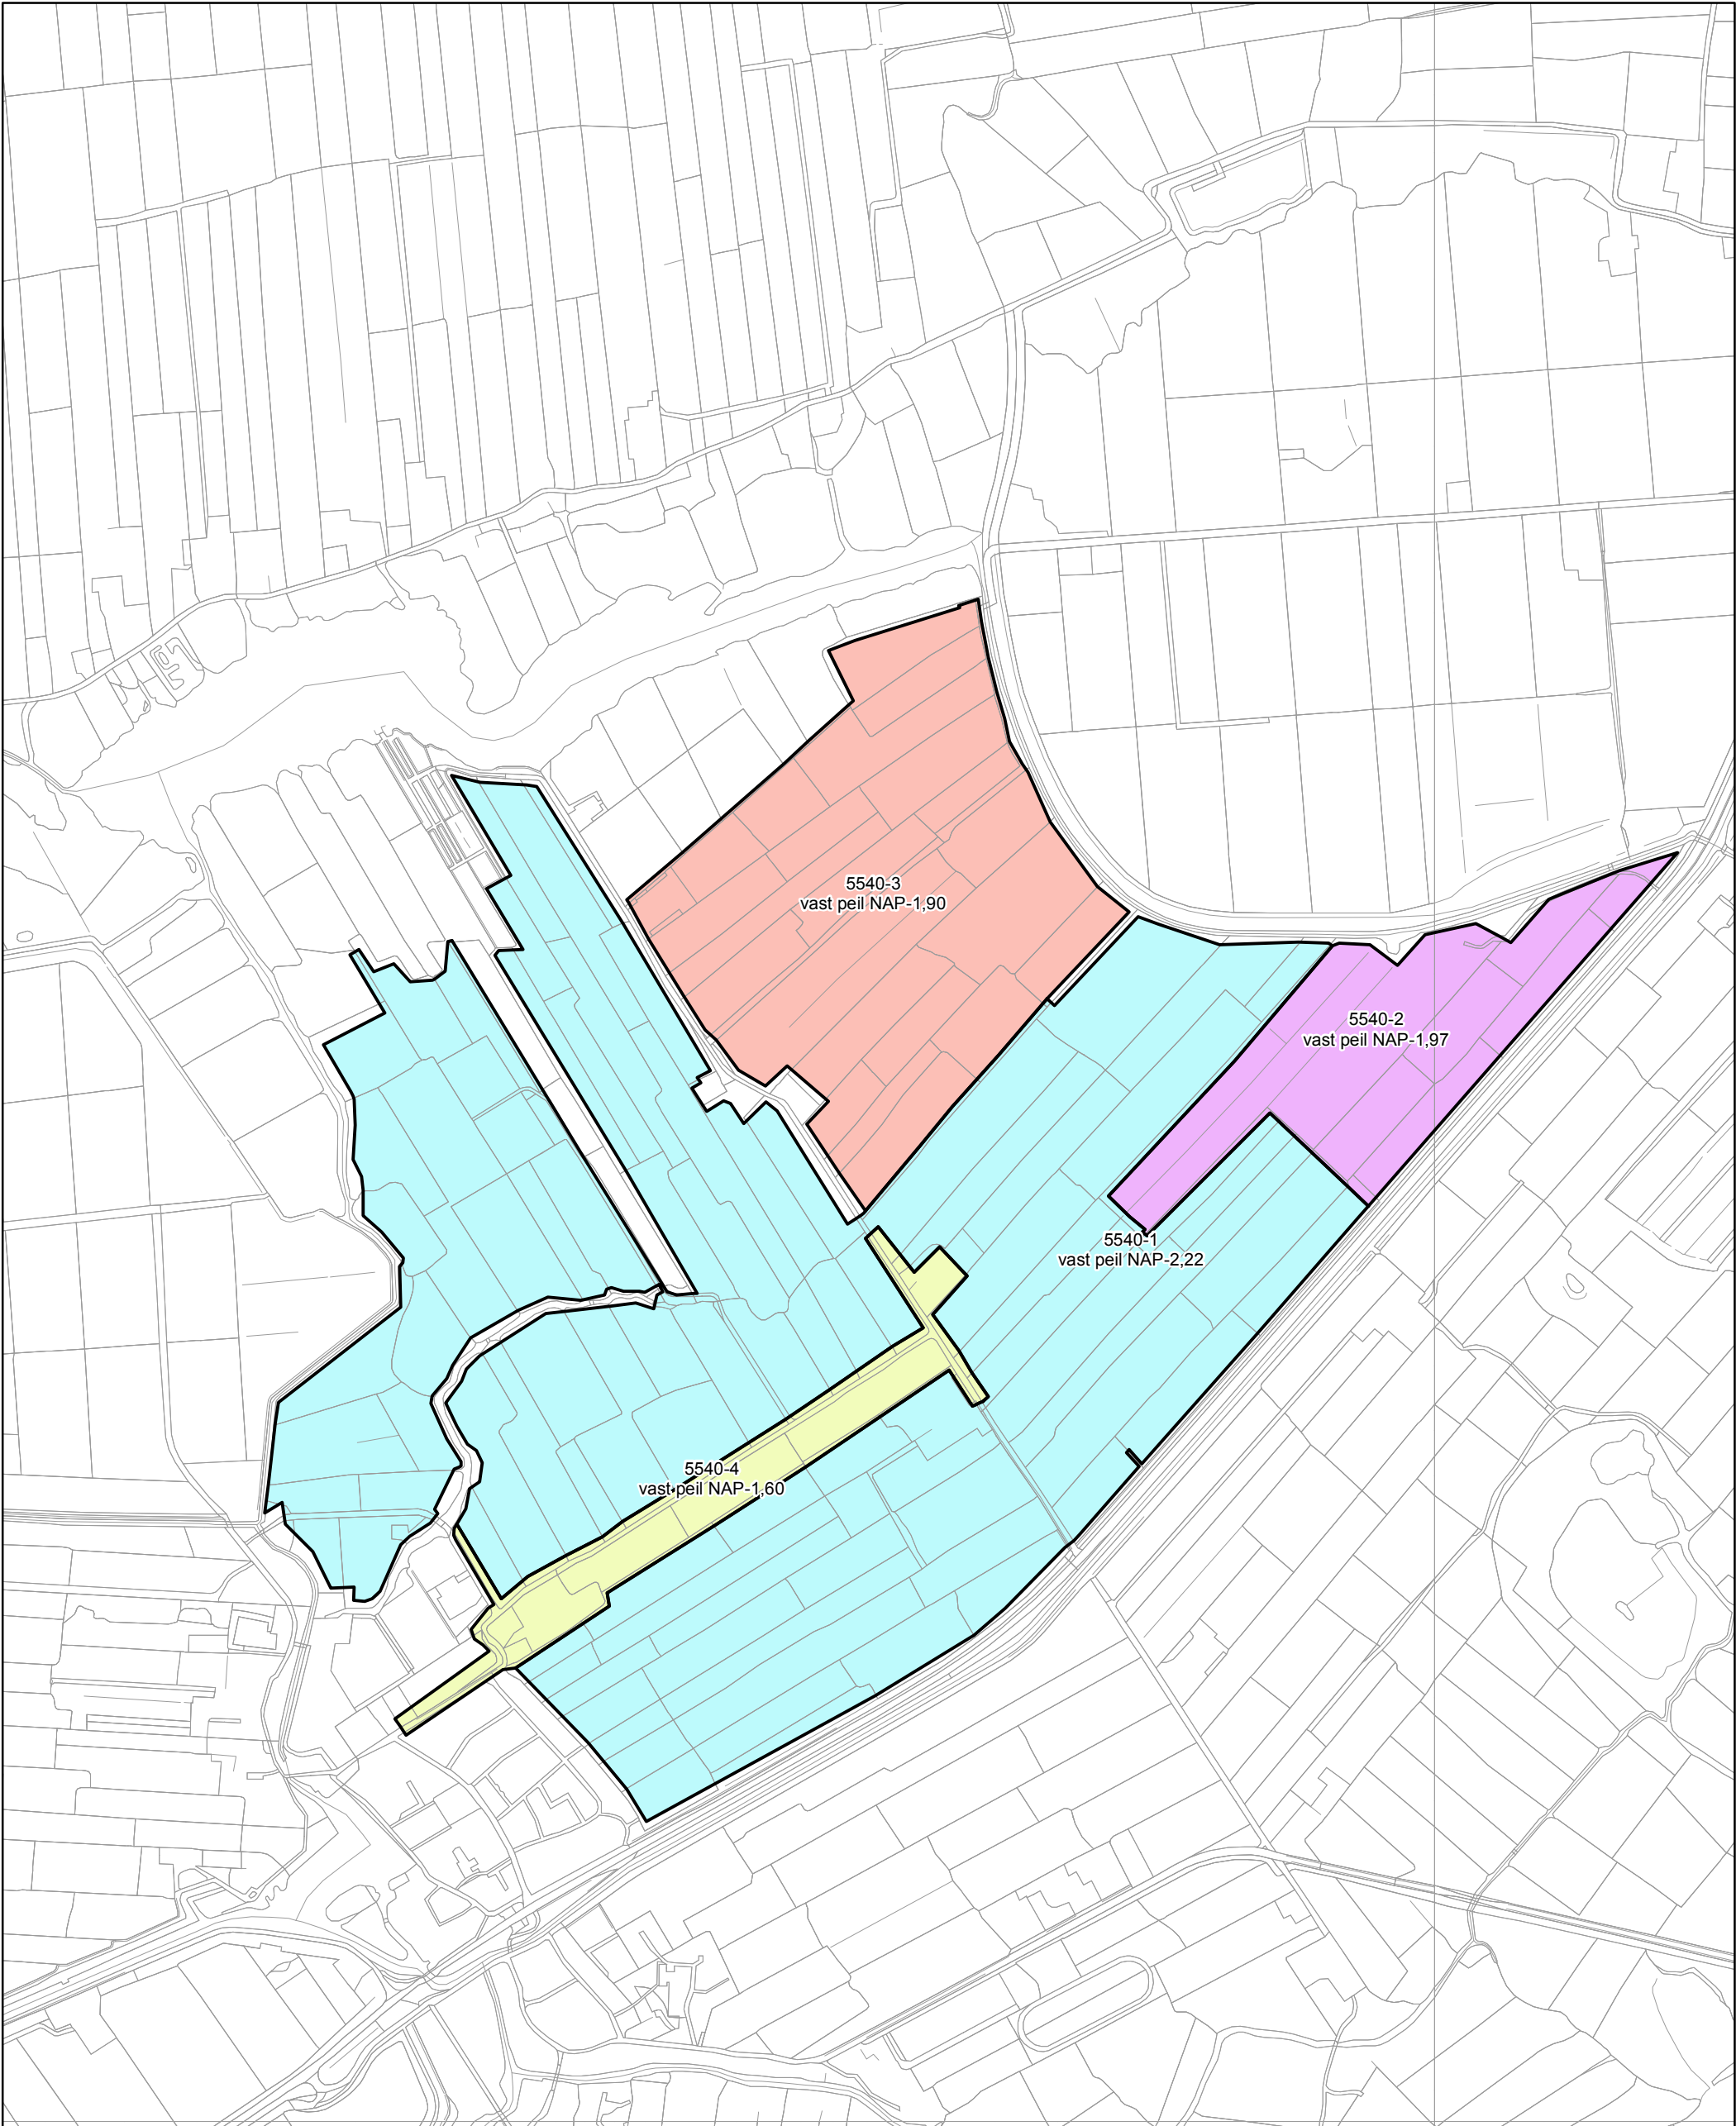 5540-3
vast peil NAP-1,90
5540-2
vast peil NAP-1,97
5540-1
vast peil NAP-2,22
5540-4
vast peil NAP-1,60